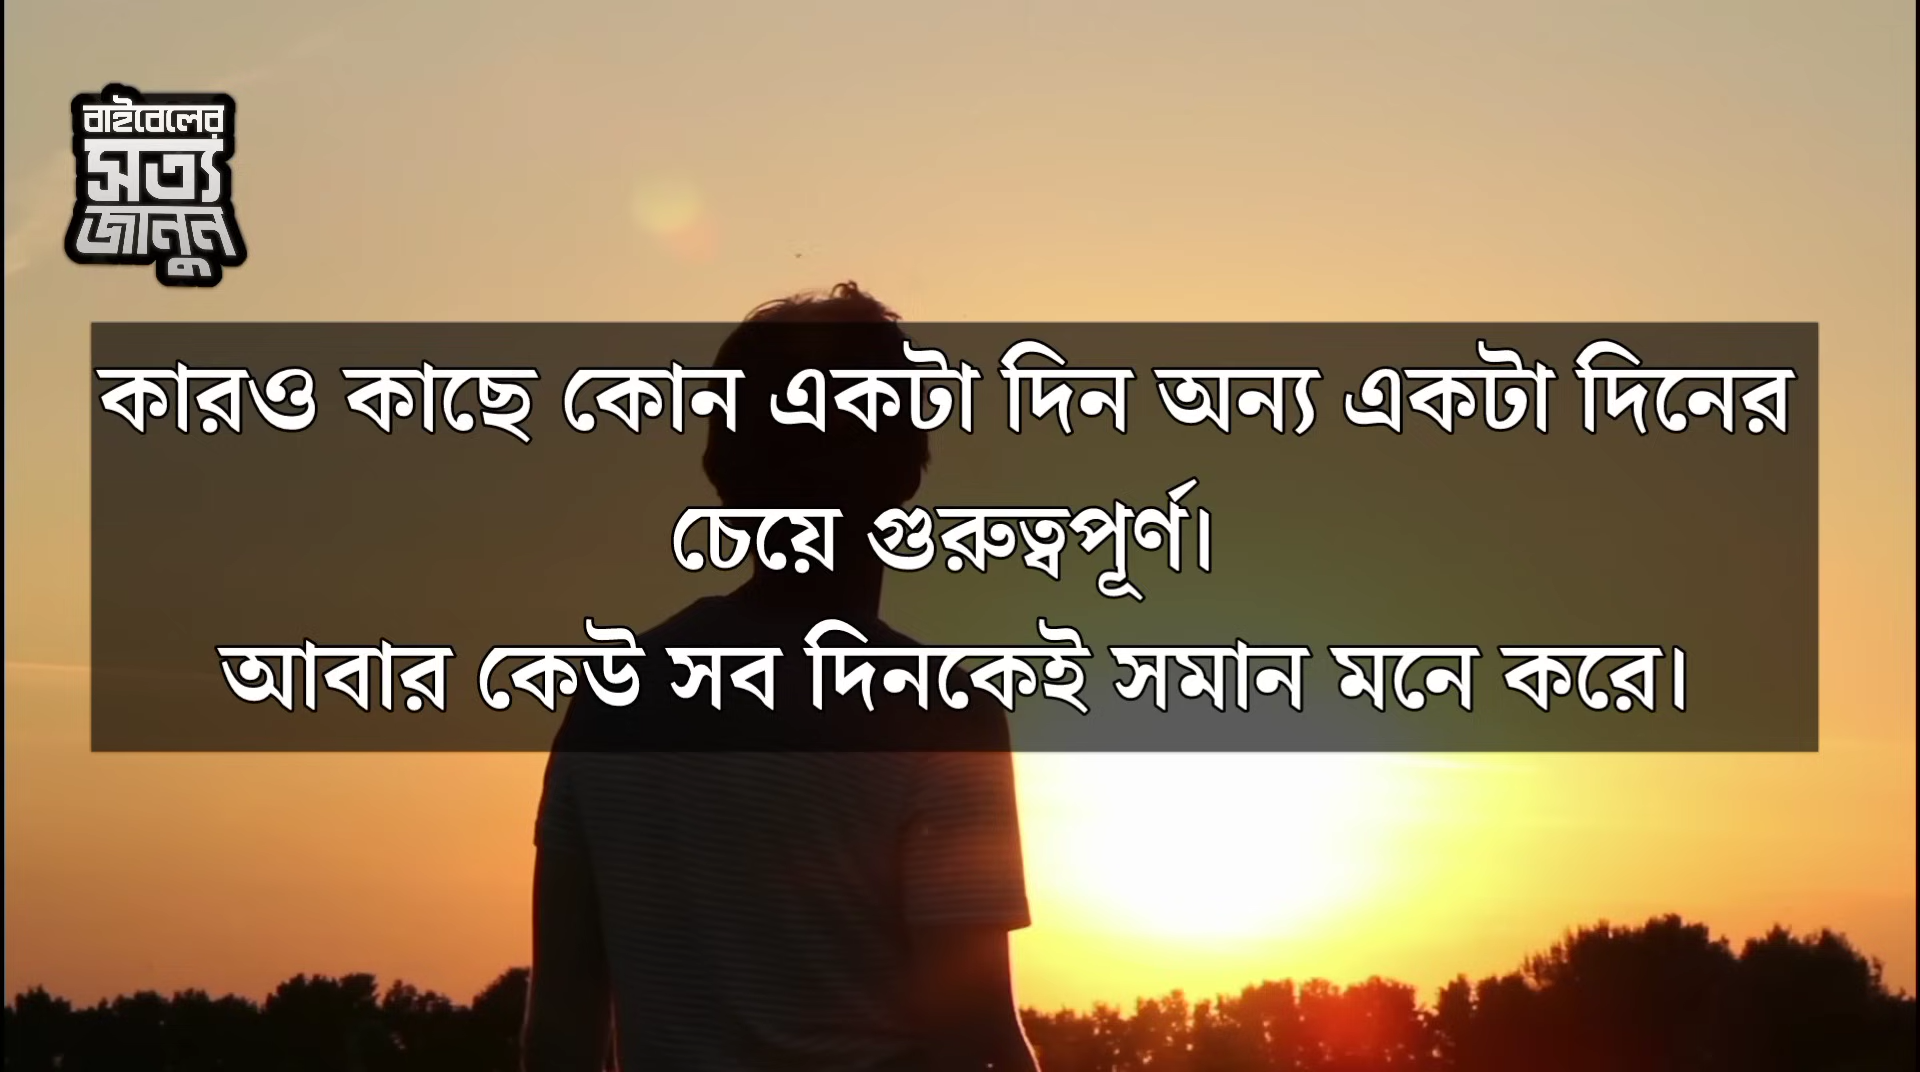 বাইবেলের
সত্য
জানুন
কারও কাছে কোন একটা দিন অন্য একটা দিনের
চেয়ে গুরুত্বপূর্ণ।
আবার কেউ সব দিনকেই সমান মনে করে।